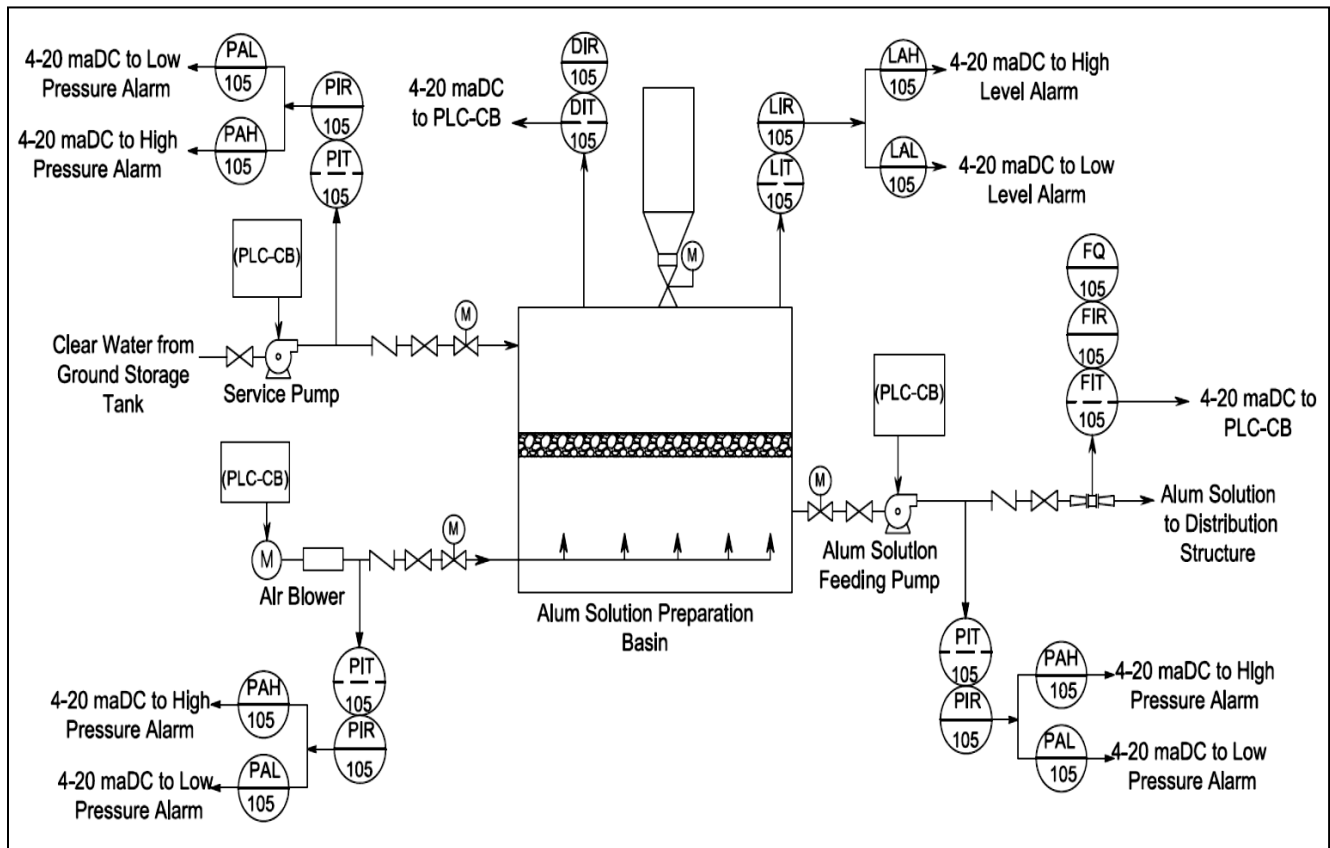 4-20 maDC to Low
Pressure Alarm
PAL
105
4-20 maDC to High
Pressure Alarm
PAH
105
PIR
105
PIT
105
4-20 maDC
to PLC-CB
DIR
105
DIT
105
M
LIR
105
LIT
105
LAH
105
4-20 maDC to High
Level Alarm
LAL
105
4-20 maDC to Low
Level Alarm
(PLC-CB)
Clear Water from
Ground Storage
Tank
Service Pump
M
FQ
105
FIR
105
FIT
105
4-20 maDC to
PLC-CB
(PLC-CB)
(PLC-CB)
M
Air Blower
M
Alum Solution Preparation
Basin
M
Alum Solution
Feeding Pump
Alum Solution
to Distribution
Structure
PIT
105
PIR
105
PAH
105
4-20 maDC to High
Pressure Alarm
PAL
105
4-20 maDC to Low
Pressure Alarm
PIT
105
PIR
105
PAH
105
4-20 maDC to High
Pressure Alarm
PAL
105
4-20 maDC to Low
Pressure Alarm